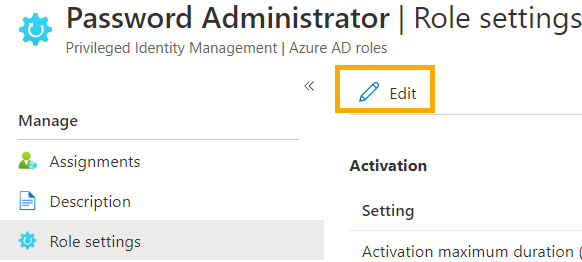 Password Administrator | Role settings
Privileged Identity Management | Azure AD roles
«
Edit
Manage
Assignments
Description
Role settings
Activation
Setting
Activation maximum duration (